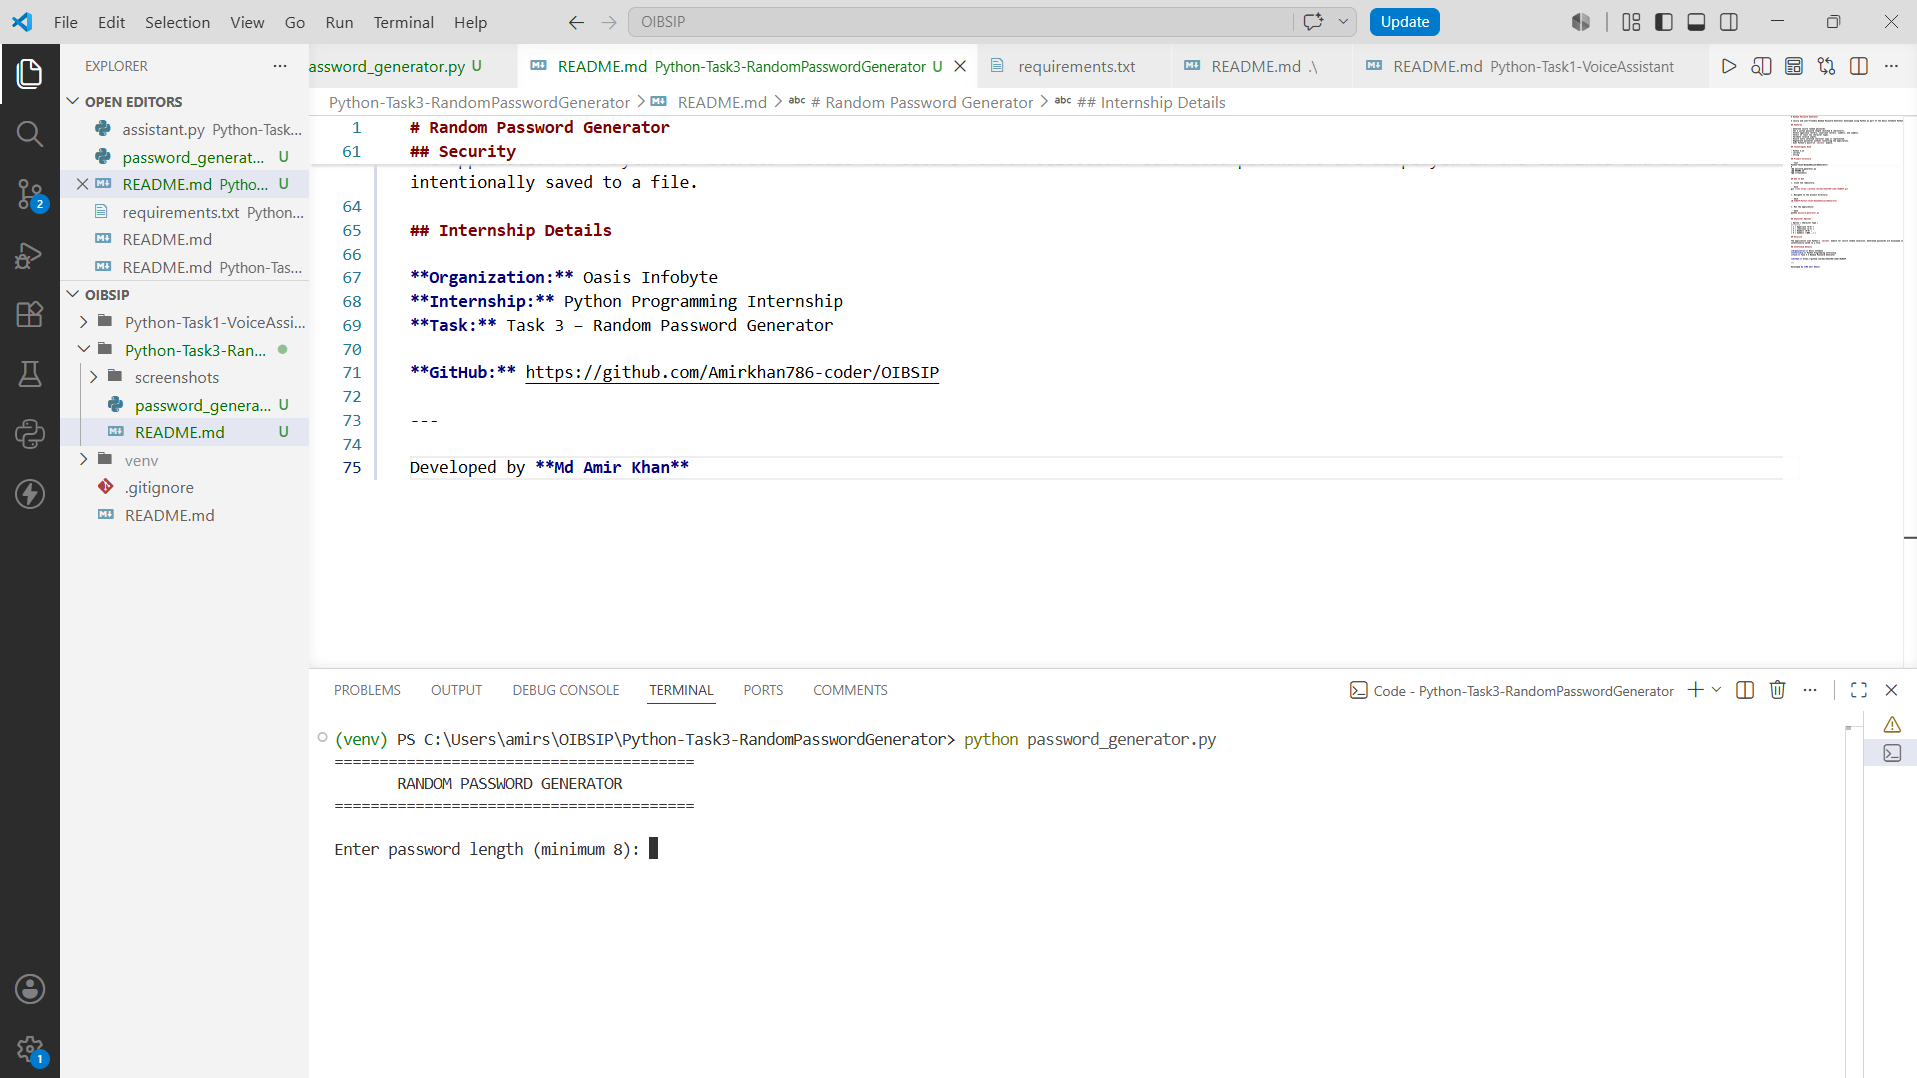 File Edit Selection View Go Run Terminal Help
OIBSIP
Update
EXPLORER
OPEN EDITORS
assistant.py Python-Task...
password_generat... U
README.md Pytho... U
requirements.txt Python...
README.md
README.md Python-Tas...
OIBSIP
Python-Task1-VoiceAssi...
Python-Task3-Ran...
screenshots
password_genera... U
README.md U
venv
.gitignore
README.md
2
1
assword_generator.py U
README.md Python-Task3-RandomPasswordGenerator U
requirements.txt
README.md .\
README.md Python-Task1-VoiceAssistant
Python-Task3-RandomPasswordGenerator > README.md > abc # Random Password Generator > abc ## Internship Details
1 # Random Password Generator
61 ## Security
intentionally saved to a file.
64
65 ## Internship Details
66
67 **Organization:** Oasis Infobyte
68 **Internship:** Python Programming Internship
69 **Task:** Task 3 – Random Password Generator
70
71 **GitHub:** https://github.com/Amirkhan786-coder/OIBSIP
72
73 ---
74
75 Developed by **Md Amir Khan**
PROBLEMS OUTPUT DEBUG CONSOLE TERMINAL PORTS COMMENTS
Code - Python-Task3-RandomPasswordGenerator
(venv) PS C:\Users\amirs\OIBSIP\Python-Task3-RandomPasswordGenerator> python password_generator.py
========================================
RANDOM PASSWORD GENERATOR
========================================
Enter password length (minimum 8):